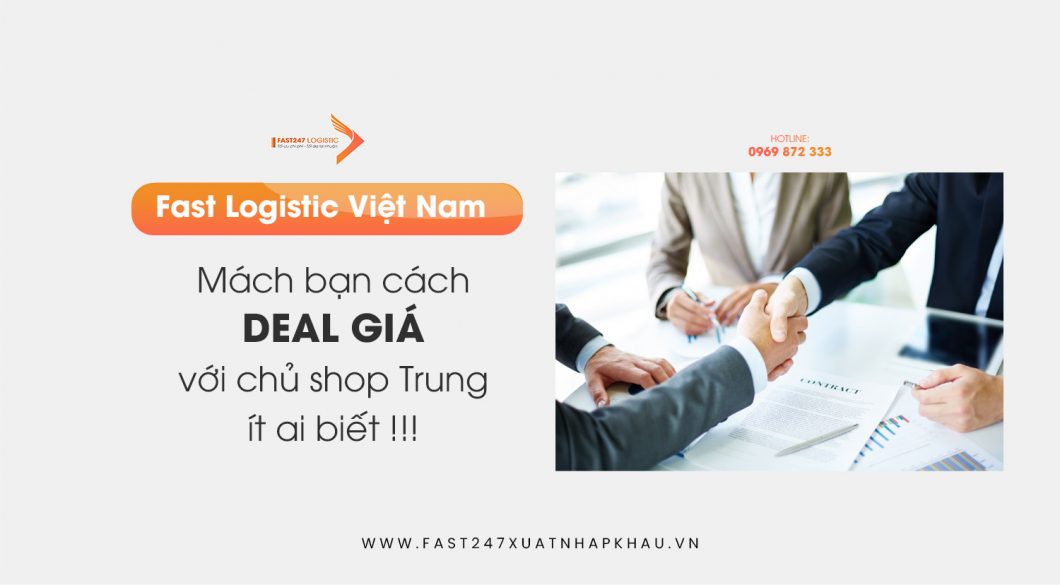 FAST247 LOGISTIC
Fast Logistic Việt Nam
Mách bạn cách
DEAL GIÁ
với chủ shop Trung
ít ai biết !!!
HOTLINE:
0969 872 333
CONTRACT
WWW.FAST247XUATNHAPKHAU.VN